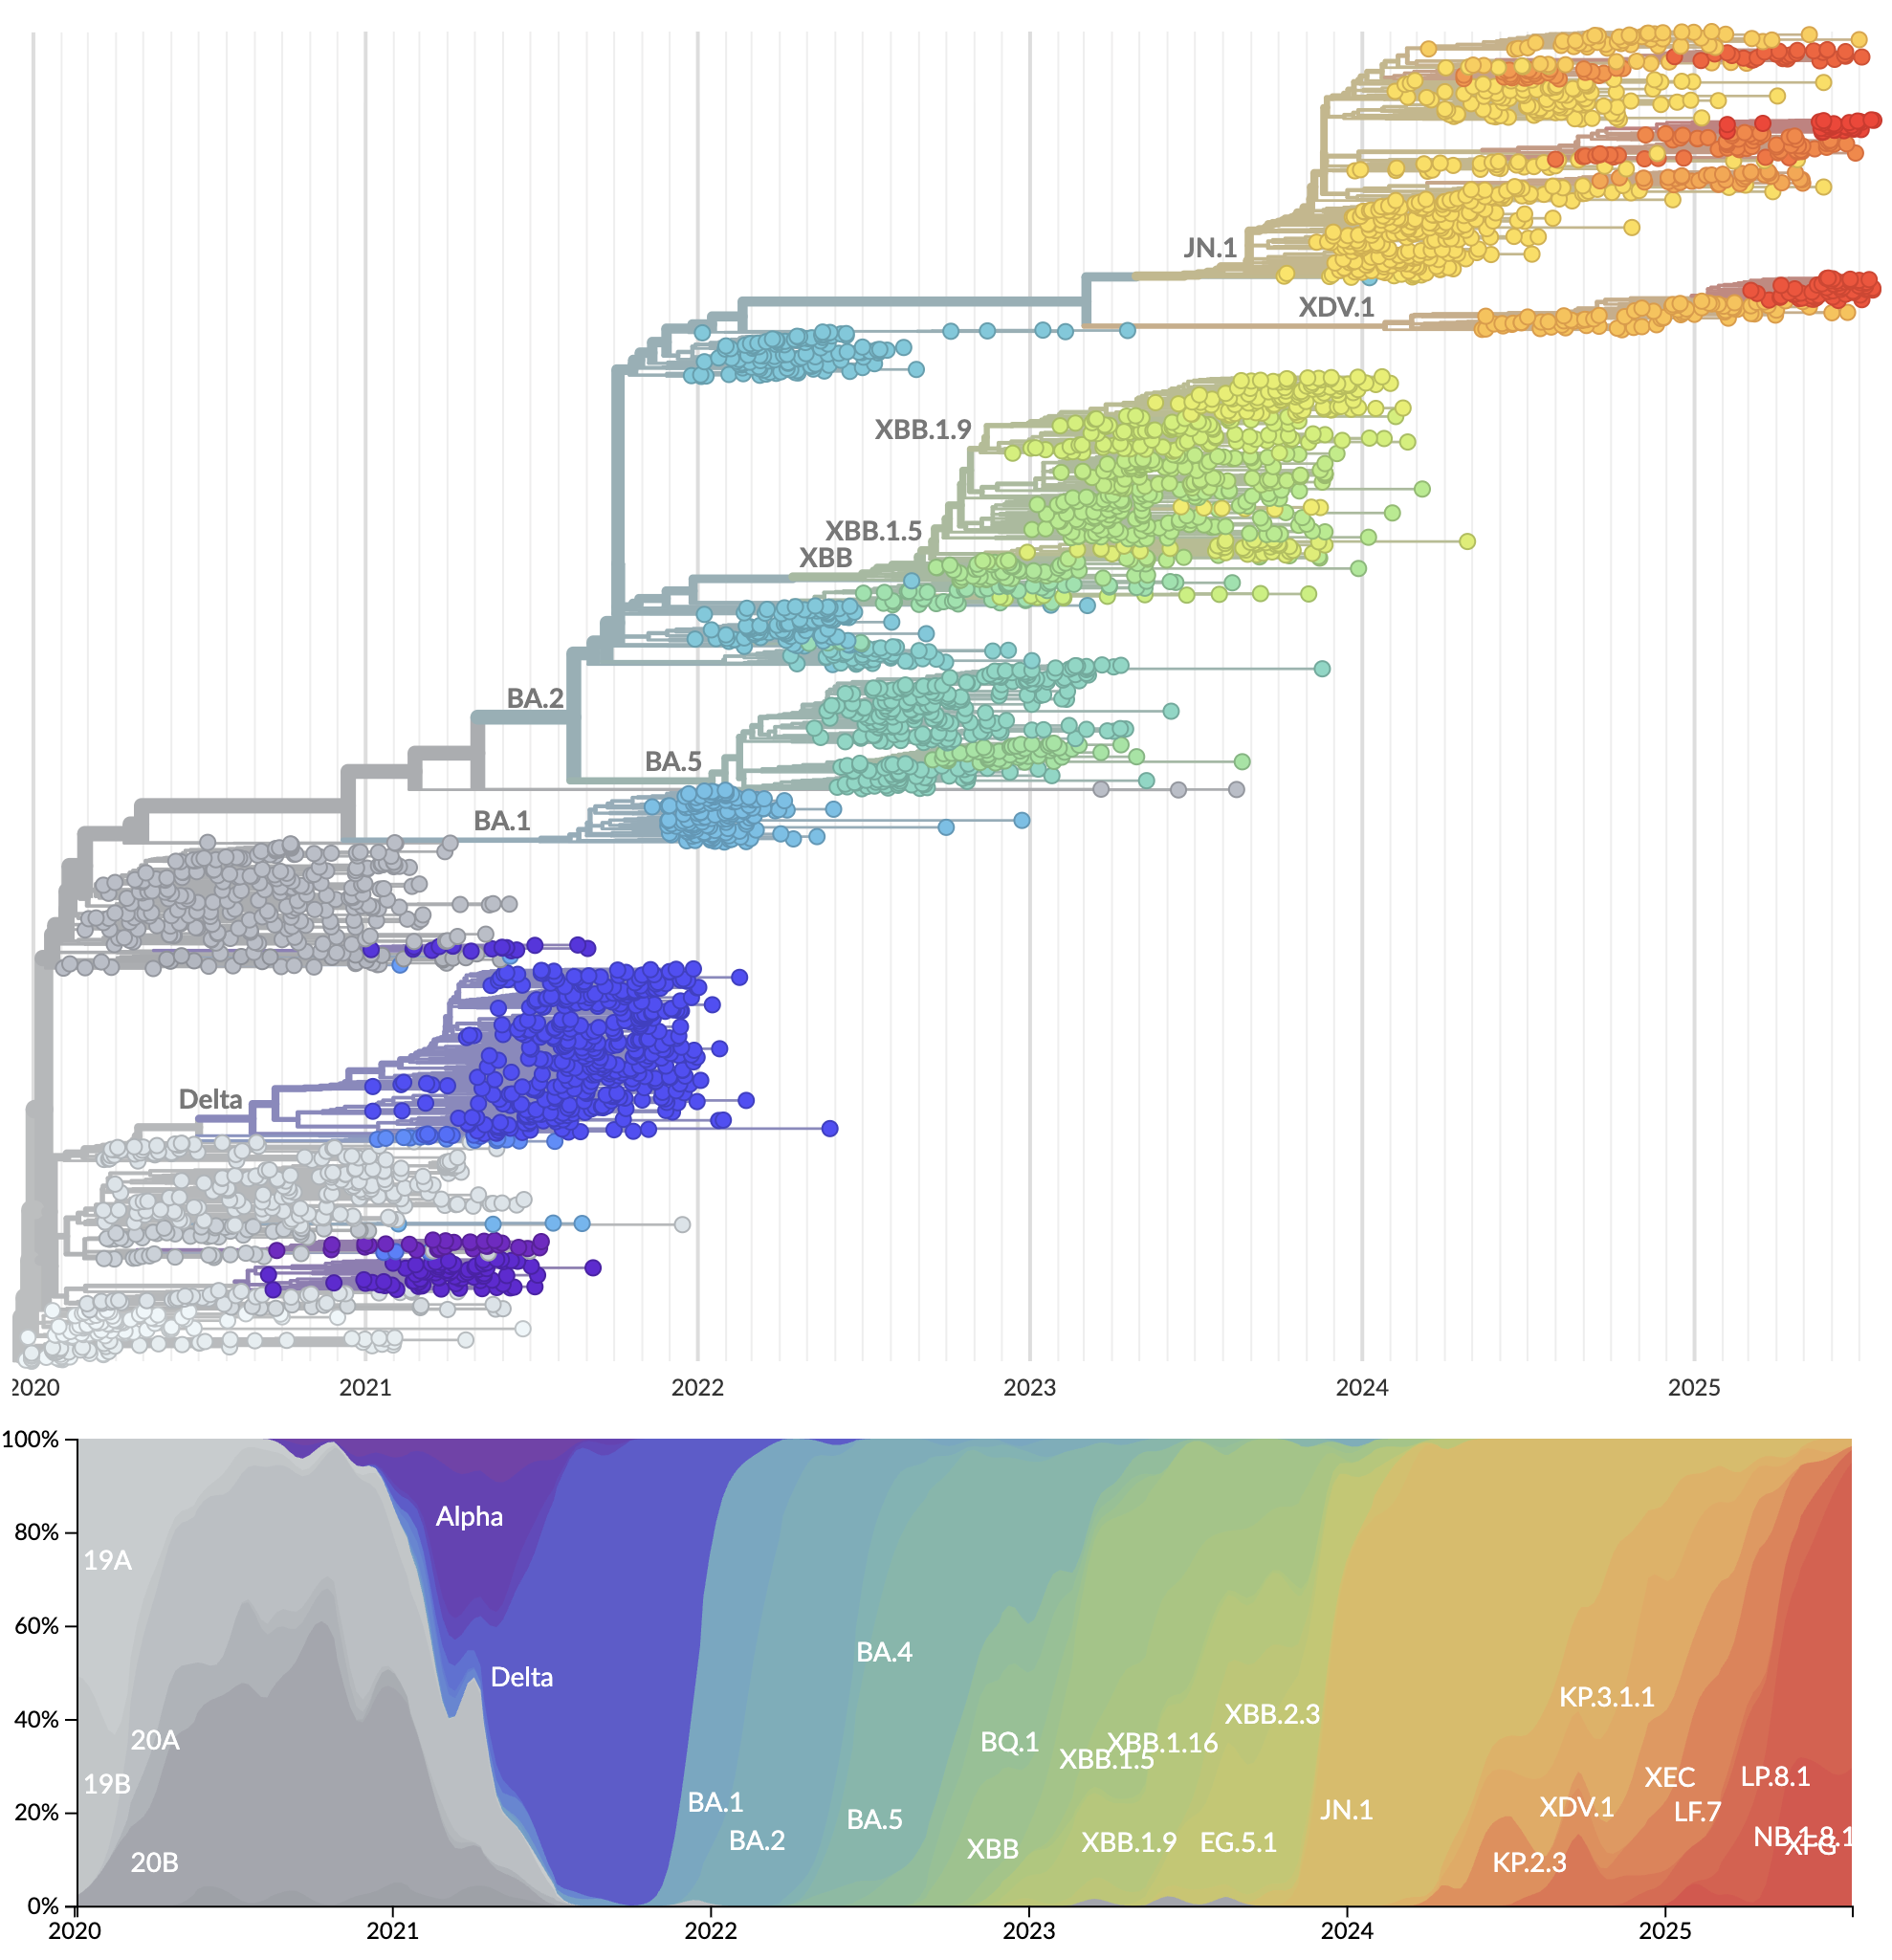 JN.1
XDV.1
XBB.1.9
XBB.1.5
XBB
BA.2
BA.5
BA.1
Delta
2020 2021 2022 2023 2024 2025
100%
80%
60%
40%
20%
0%
Alpha
19A
Delta
BA.4
KP.3.1.1
XBB.2.3
20A
BQ.1
XBB.1.16
XBB.1.5
19B
XEC
LP.8.1
BA.1
BA.5
JN.1
XDV.1
LF.7
BA.2
XBB
XBB.1.9
EG.5.1
NB.1.8.1
XFG
20B
KP.2.3
2020 2021 2022 2023 2024 2025